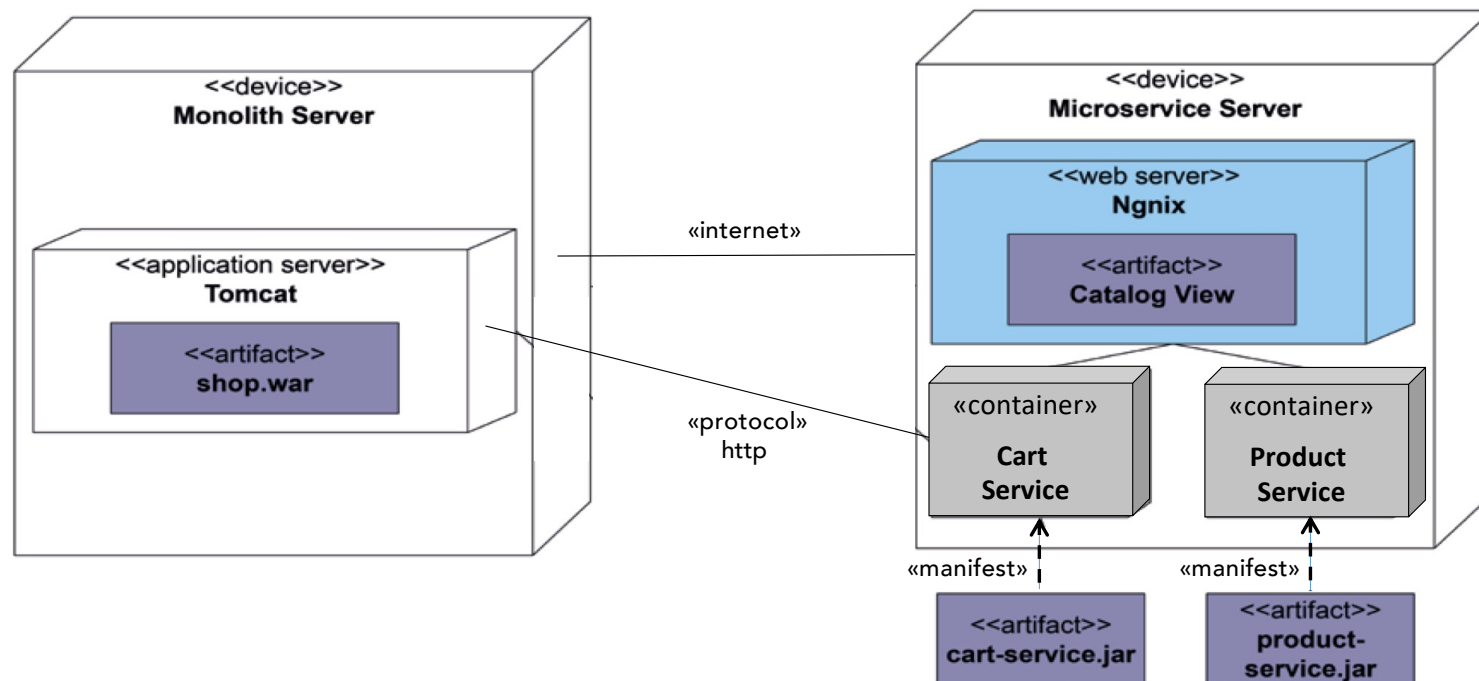 <<device>>
Monolith Server
<<application server>>
Tomcat
<<artifact>>
shop.war
«internet»
«protocol»
http
<<device>>
Microservice Server
<<web server>>
Ngnix
<<artifact>>
Catalog View
«container»
Cart
Service
«container»
Product
Service
«manifest»
«manifest»
<<artifact>>
cart-service.jar
<<artifact>>
product-
service.jar